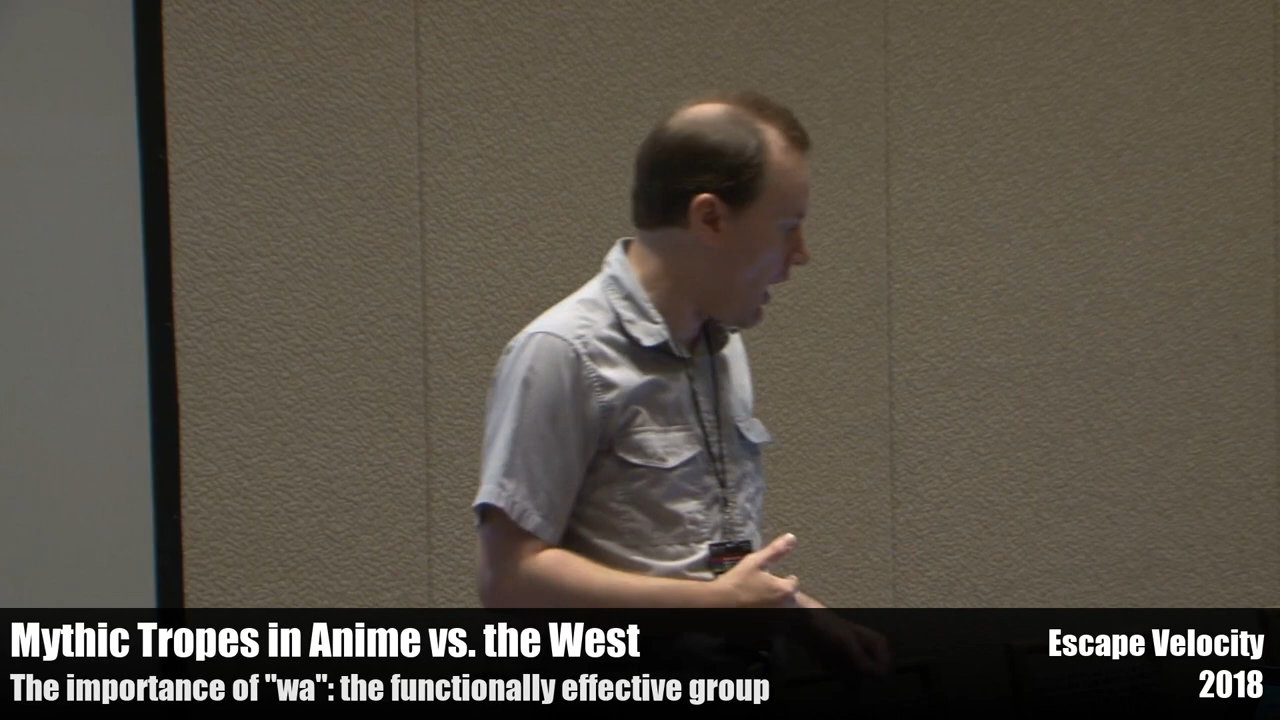 Mythic Tropes in Anime vs. the West
The importance of "wa": the functionally effective group
Escape Velocity
2018